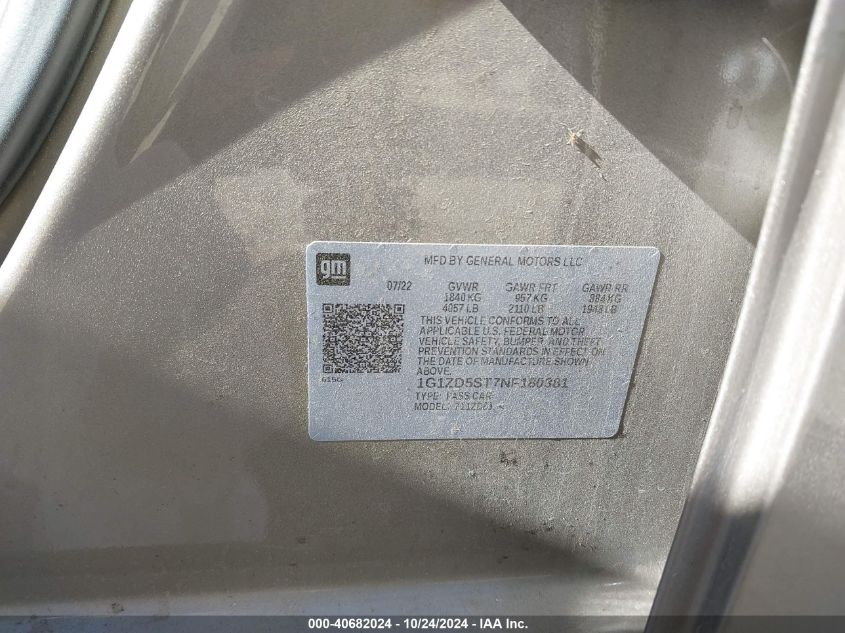 gm
MFD BY GENERAL MOTORS LLC
07/22 GVWR GAWR FRT GAWR RR
1840 KG 957 KG 884 KG
4057 LB 2110 LB 1948 LB
THIS VEHICLE CONFORMS TO ALL
APPLICABLE U.S. FEDERAL MOTOR
VEHICLE SAFETY, BUMPER, AND THEFT
PREVENTION STANDARDS IN EFFECT ON
THE DATE OF MANUFACTURE SHOWN
ABOVE.
1G1ZD5ST7NF180381
TYPE: PASS CAR
MODEL:
000-40682024 - 10/24/2024 - IAA Inc.